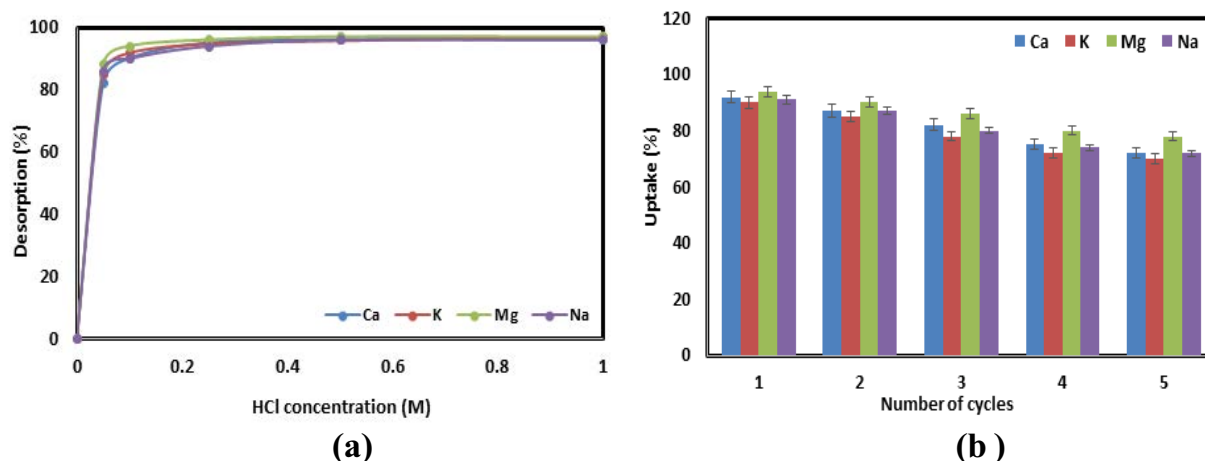 100
80
60
40
20
0
Desorption (%)
Ca K Mg Na
0 0.2 0.4 0.6 0.8 1
HCl concentration (M)
(a)
120
100
80
60
40
20
0
Uptake (%)
Ca K Mg Na
1 2 3 4 5
Number of cycles
(b )